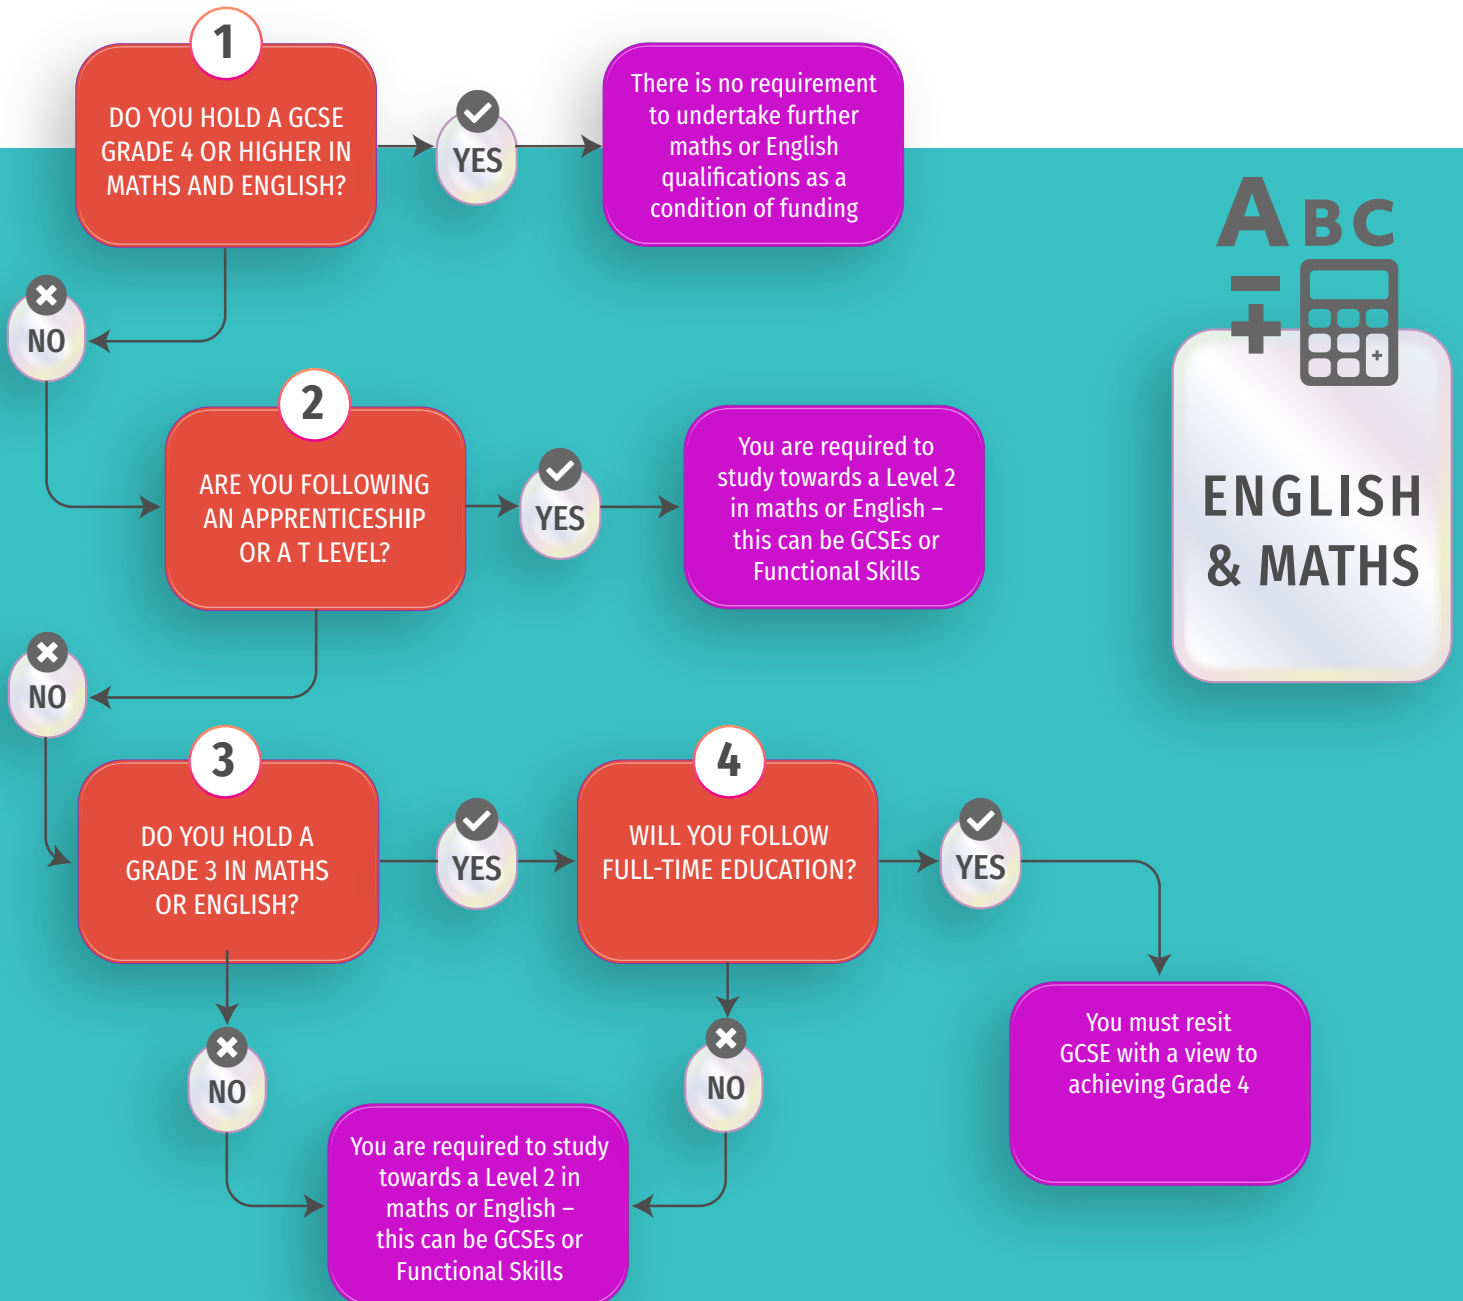 1
DO YOU HOLD A GCSE
GRADE 4 OR HIGHER IN
MATHS AND ENGLISH?
YES
There is no requirement
to undertake further
maths or English
qualifications as a
condition of funding
A B C
ENGLISH
& MATHS
NO
2
ARE YOU FOLLOWING
AN APPRENTICESHIP
OR A T LEVEL?
YES
You are required to
study towards a Level 2
in maths or English –
this can be GCSEs or
Functional Skills
NO
3
DO YOU HOLD A
GRADE 3 IN MATHS
OR ENGLISH?
YES
4
WILL YOU FOLLOW
FULL-TIME EDUCATION?
YES
You must resit
GCSE with a view to
achieving Grade 4
NO
NO
You are required to study
towards a Level 2 in
maths or English –
this can be GCSEs or
Functional Skills